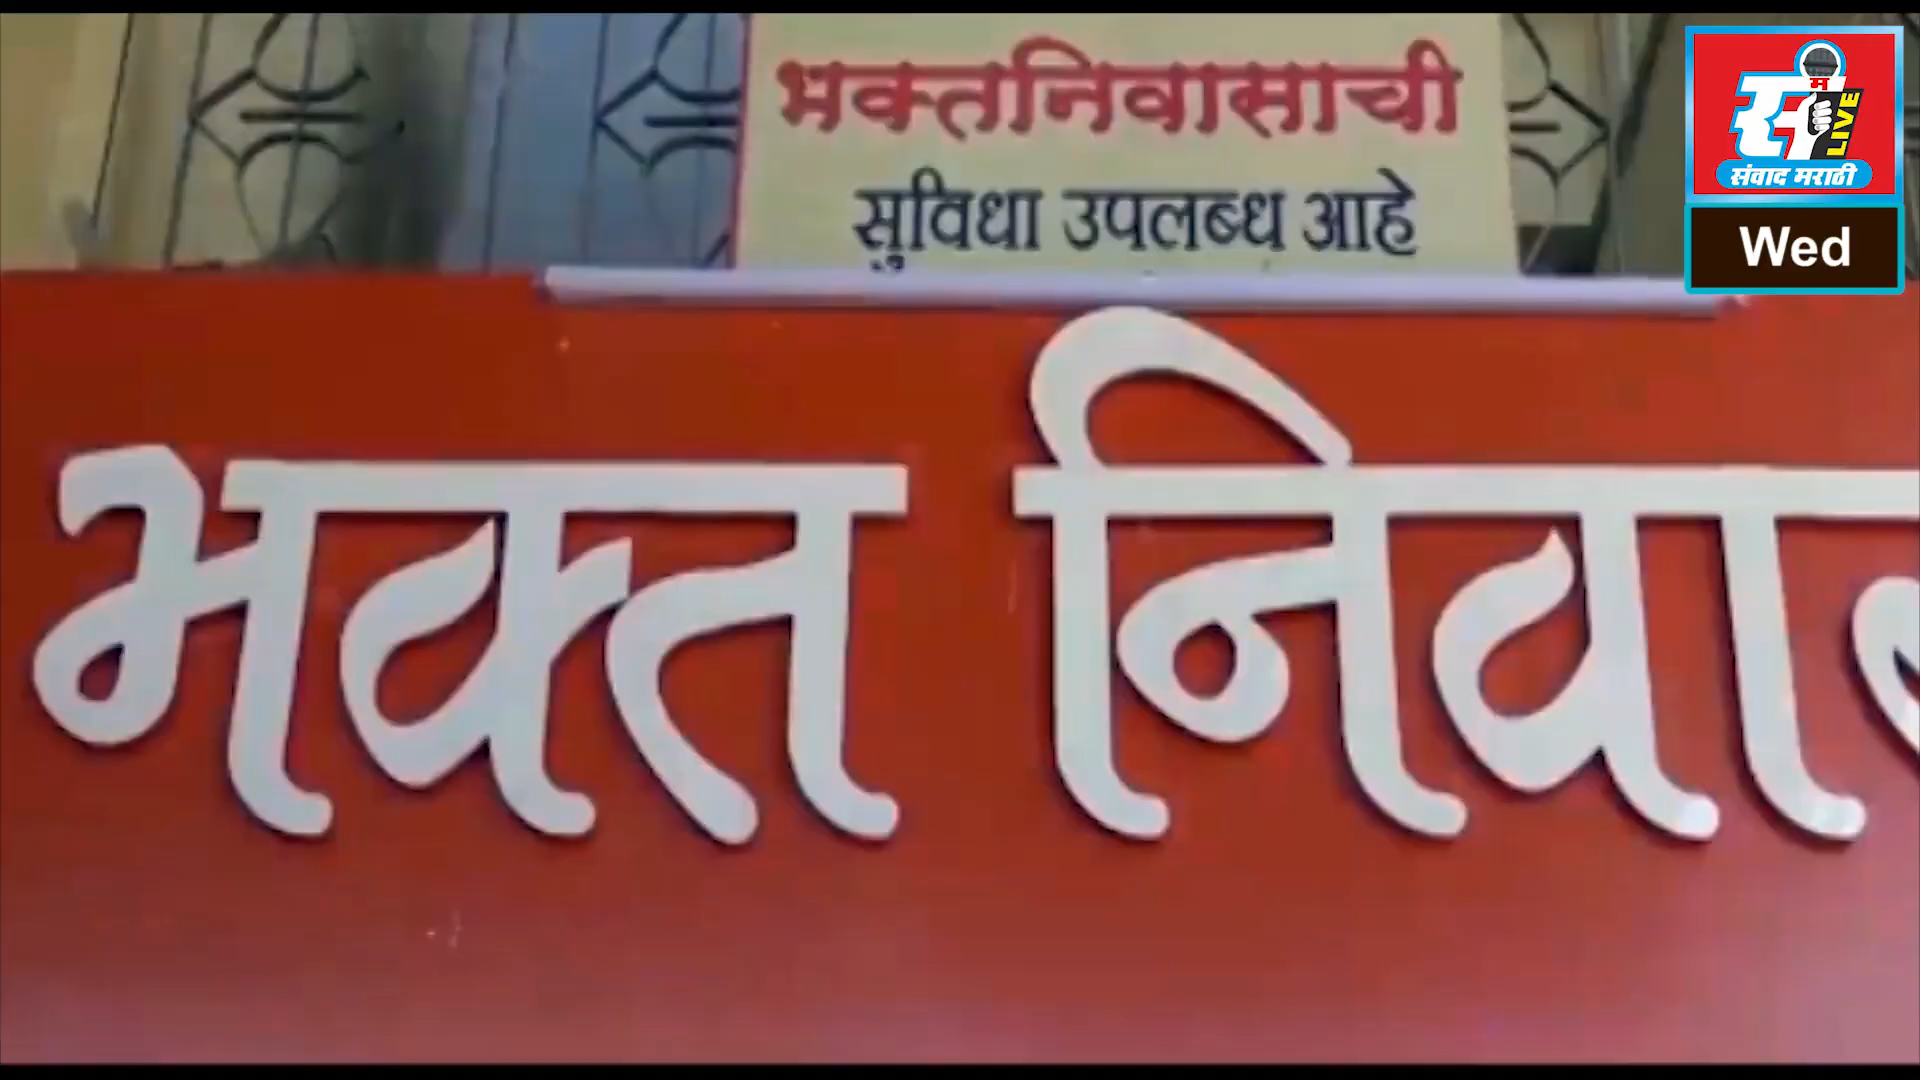 भक्तनिवासाची
सुविधा उपलब्ध आहे
स
म
LIVE
संवाद मराठी
Wed
भक्त